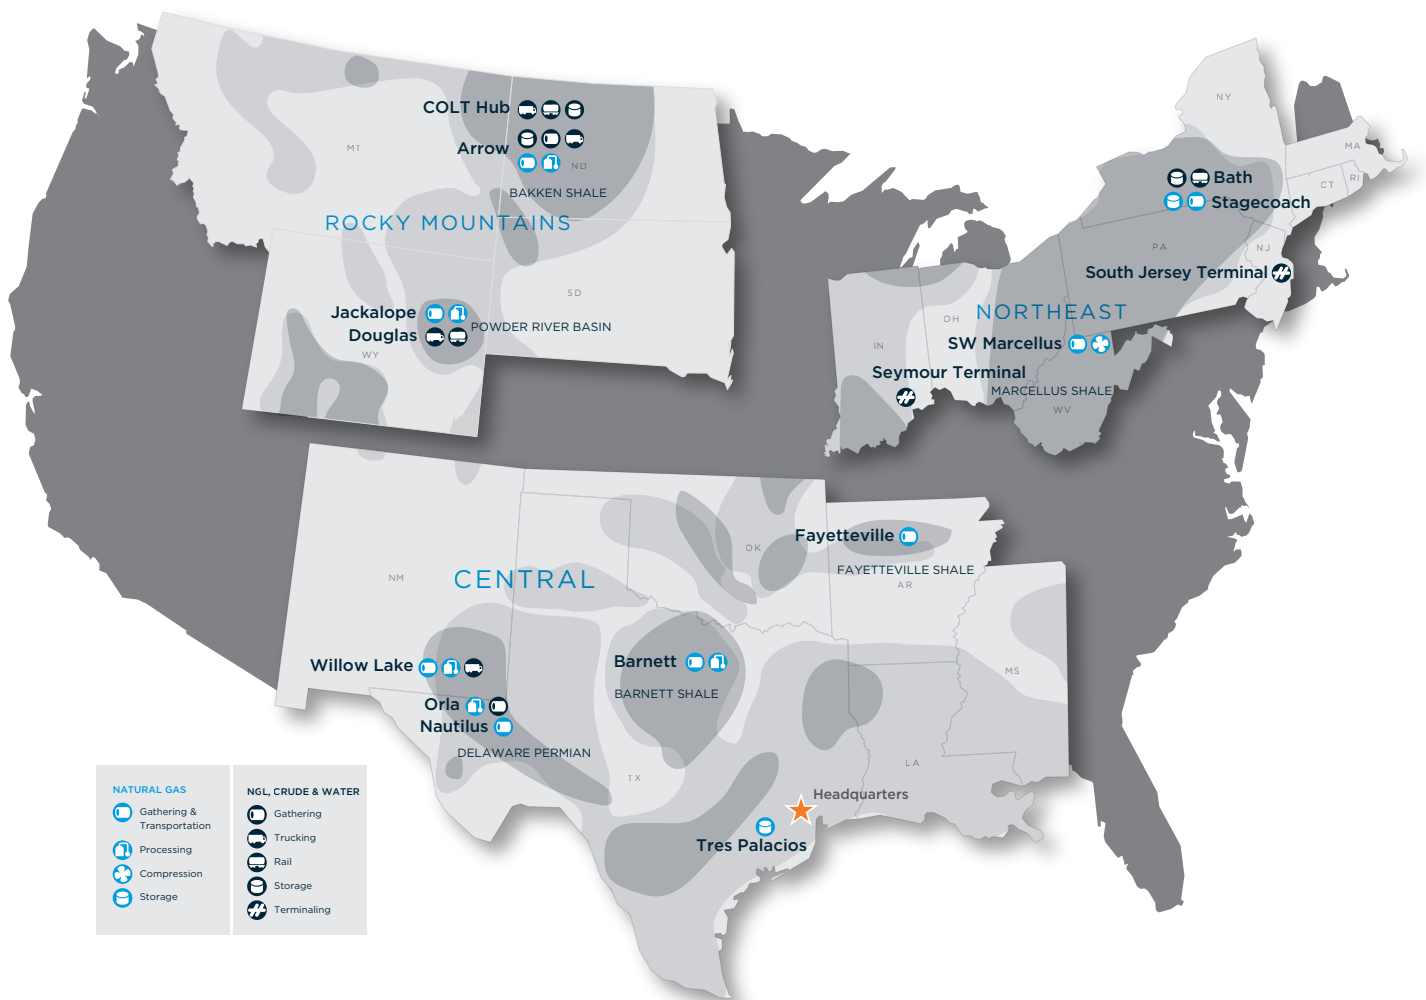 COLT Hub
Arrow
MT
ND
BAKKEN SHALE
ROCKY MOUNTAINS
SD
Jackalope
POWDER RIVER BASIN
Douglas
WY
NY
MA
Bath
CT
RI
Stagecoach
PA
NJ
South Jersey Terminal
NORTHEAST
OH
IN
SW Marcellus
Seymour Terminal
MARCELLUS SHALE
WV
Fayetteville
OK
FAYETTEVILLE SHALE
AR
NM
CENTRAL
Willow Lake
Barnett
MS
BARNETT SHALE
Orla
Nautilus
DELAWARE PERMIAN
LA
TX
Headquarters
Tres Palacios
NATURAL GAS
Gathering &
Transportation
Processing
Compression
Storage
NGL, CRUDE & WATER
Gathering
Trucking
Rail
Storage
Terminaling